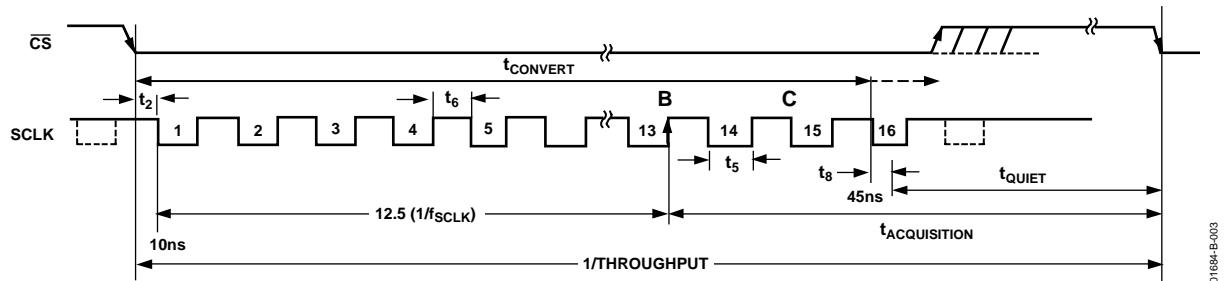 CS
tCONVERT
t2
t6
B
C
SCLK
1
2
3
4
5
13
14
15
16
t5
t8
tQUIET
45ns
12.5 (1/fSCLK)
tACQUISITION
10ns
1/THROUGHPUT
01684-B-003